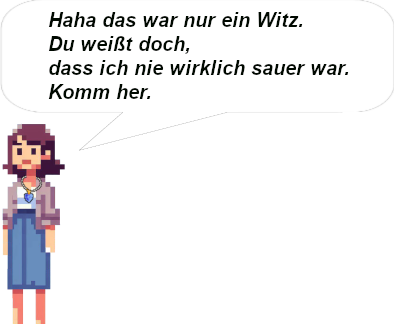 Haha das war nur ein Witz.
Du weißt doch,
dass ich nie wirklich sauer war.
Komm her.